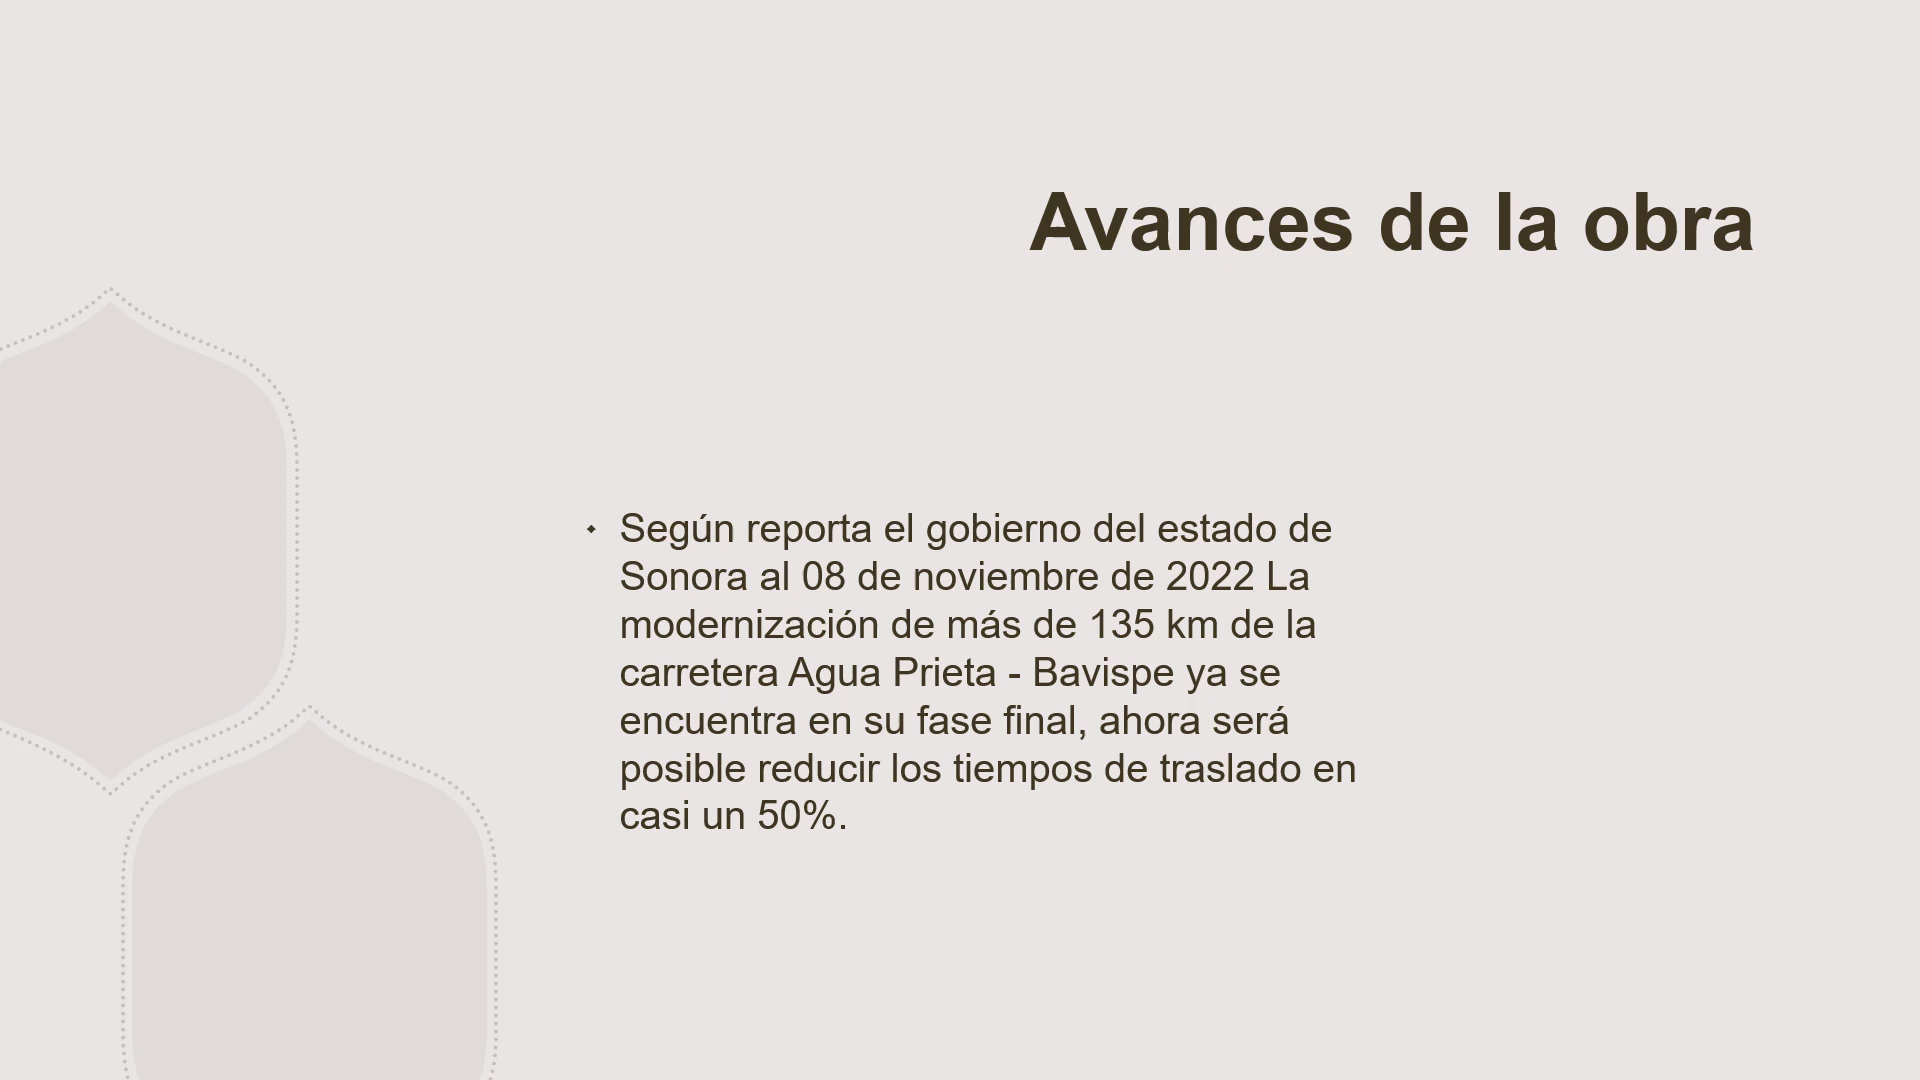 Avances de la obra
Según reporta el gobierno del estado de
Sonora al 08 de noviembre de 2022 La
modernización de más de 135 km de la
carretera Agua Prieta - Bavispe ya se
encuentra en su fase final, ahora será
posible reducir los tiempos de traslado en
casi un 50%.